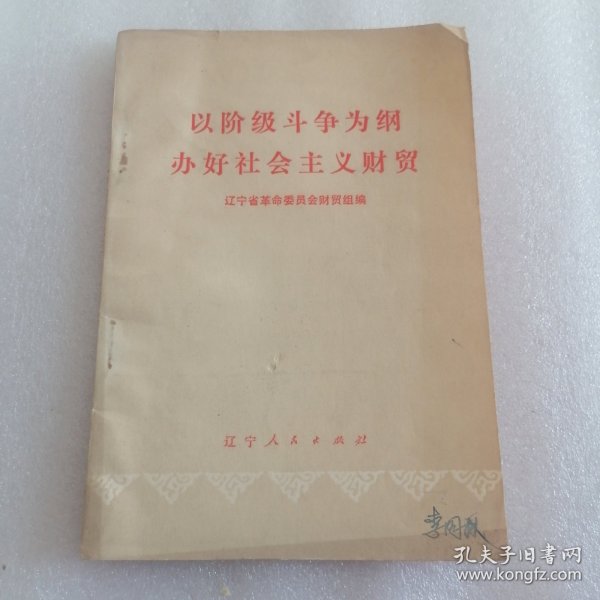 以阶级斗争为纲
办好社会主义财贸
辽宁省革命委员会财贸组编
辽宁人民出版社
孔夫子旧书网
www.kongfz.com